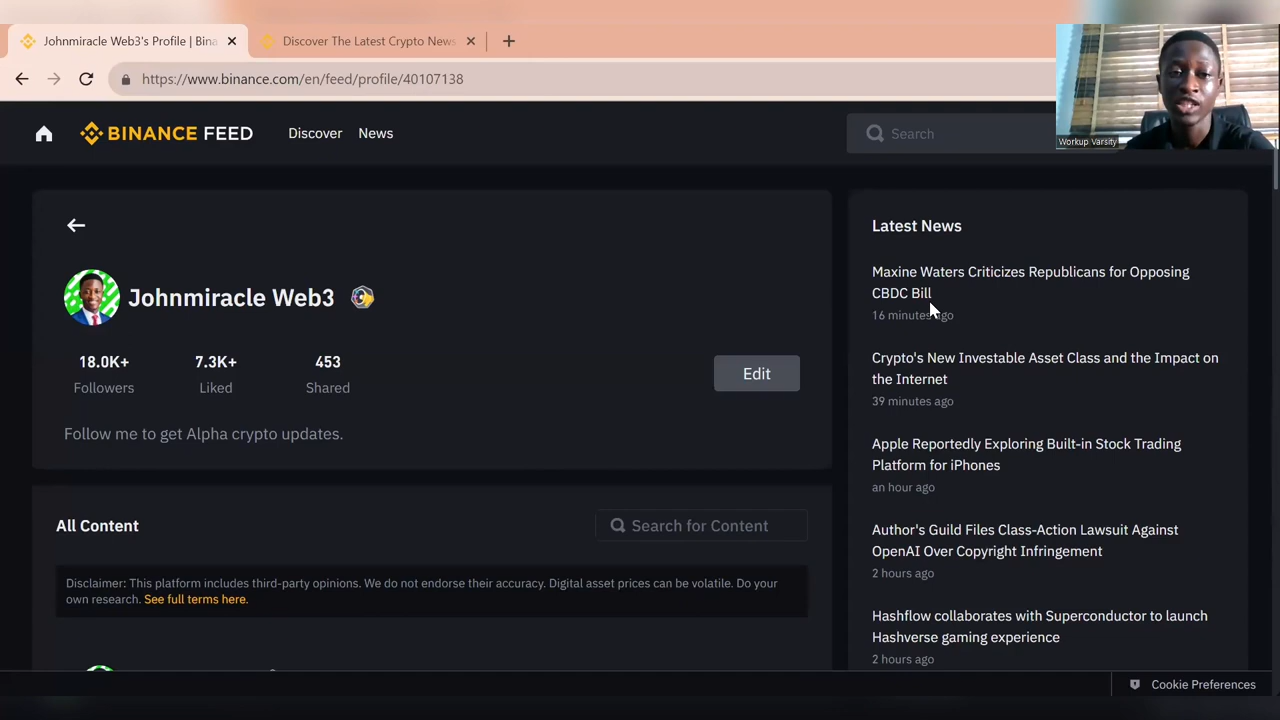 Johnmiracle Web3's Profile | Bina
Discover The Latest Crypto News
https://www.binance.com/en/feed/profile/40107138
BINANCE FEED
Discover
News
Search
Workup Varsity
Johnmiracle Web3
18.0K+
7.3K+
453
Followers
Liked
Shared
Edit
Follow me to get Alpha crypto updates.
All Content
Search for Content
Disclaimer: This platform includes third-party opinions. We do not endorse their accuracy. Digital asset prices can be volatile. Do your
own research. See full terms here.
Latest News
Maxine Waters Criticizes Republicans for Opposing
CBDC Bill
16 minutes ago
Crypto's New Investable Asset Class and the Impact on
the Internet
39 minutes ago
Apple Reportedly Exploring Built-in Stock Trading
Platform for iPhones
an hour ago
Author's Guild Files Class-Action Lawsuit Against
OpenAI Over Copyright Infringement
2 hours ago
Hashflow collaborates with Superconductor to launch
Hashverse gaming experience
2 hours ago
Cookie Preferences